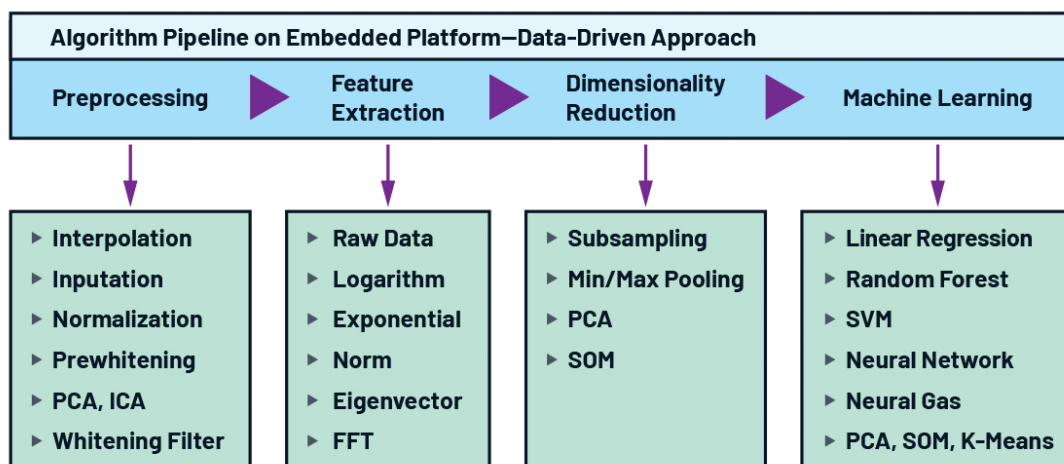 Algorithm Pipeline on Embedded Platform—Data-Driven Approach
Preprocessing
Feature
Extraction
Dimensionality
Reduction
Machine Learning
Interpolation
Inputation
Normalization
Prewhitening
PCA, ICA
Whitening Filter
Raw Data
Logarithm
Exponential
Norm
Eigenvector
FFT
Subsampling
Min/Max Pooling
PCA
SOM
Linear Regression
Random Forest
SVM
Neural Network
Neural Gas
PCA, SOM, K-Means